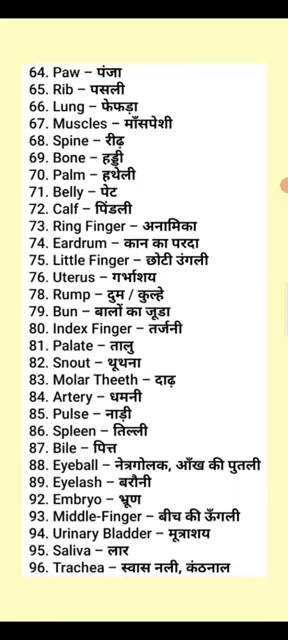 64. Paw – पंजा
65. Rib – पसली
66. Lung – फेफड़ा
67. Muscles – माँसपेशी
68. Spine – रीढ़
69. Bone – हड्डी
70. Palm – हथेली
71. Belly – पेट
72. Calf – पिंडली
73. Ring Finger – अनामिका
74. Eardrum – कान का परदा
75. Little Finger – छोटी उंगली
76. Uterus – गर्भाशय
78. Rump – दुम / कुल्हे
79. Bun – बालों का जूडा
80. Index Finger – तर्जनी
81. Palate – तालु
82. Snout – थूथना
83. Molar Theeth – दाढ़
84. Artery – धमनी
85. Pulse – नाड़ी
86. Spleen – तिल्ली
87. Bile – पित्त
88. Eyeball – नेत्रगोलक, आँख की पुतली
89. Eyelash – बरौनी
92. Embryo – भ्रूण
93. Middle-Finger – बीच की ऊँगली
94. Urinary Bladder – मूत्राशय
95. Saliva – लार
96. Trachea – स्वास नली, कंठनाल